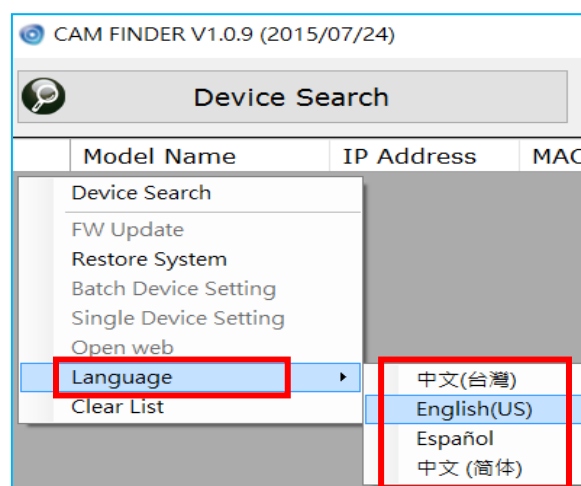 CAM FINDER V1.0.9 (2015/07/24)
Device Search
Model Name IP Address MAC
Device Search
FW Update
Restore System
Batch Device Setting
Single Device Setting
Open web
Language
Clear List
中文(台灣)
English(US)
Español
中文 (简体)